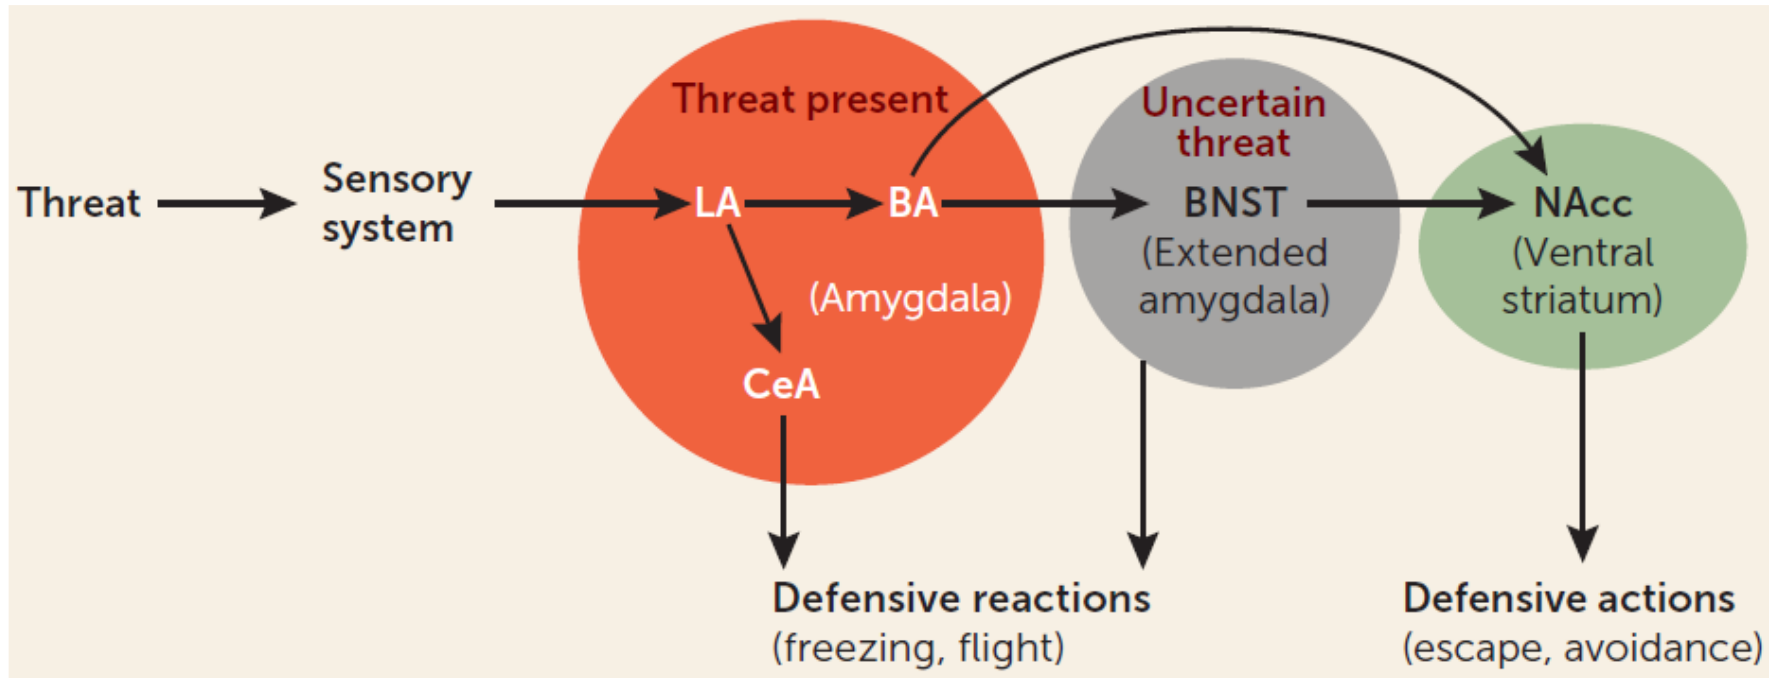 Threat
Sensory
system
Threat present
LA
BA
(Amygdala)
CeA
Uncertain
threat
BNST
(Extended
amygdala)
NAcc
(Ventral
striatum)
Defensive reactions
(freezing, flight)
Defensive actions
(escape, avoidance)